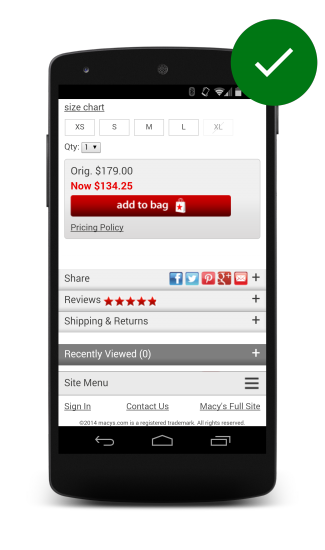 size chart
XS S M L XL
Qty: 1
Orig. $179.00
Now $134.25
add to bag
Pricing Policy
Share
Reviews
Shipping & Returns
Recently Viewed (0)
Site Menu
Sign In Contact Us Macy's Full Site
©2014 macys.com is a registered trademark. All rights reserved.